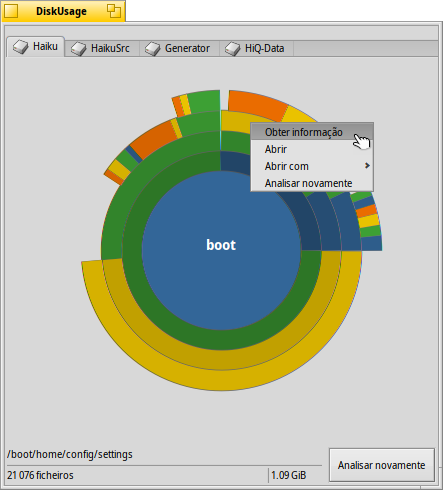 DiskUsage
Haiku
HaikuSrc
Generator
HiQ-Data
Obter informação
Abrir
Abrir com
Analisar novamente
boot
/boot/home/config/settings
21 076 ficheiros
1.09 GiB
Analisar novamente